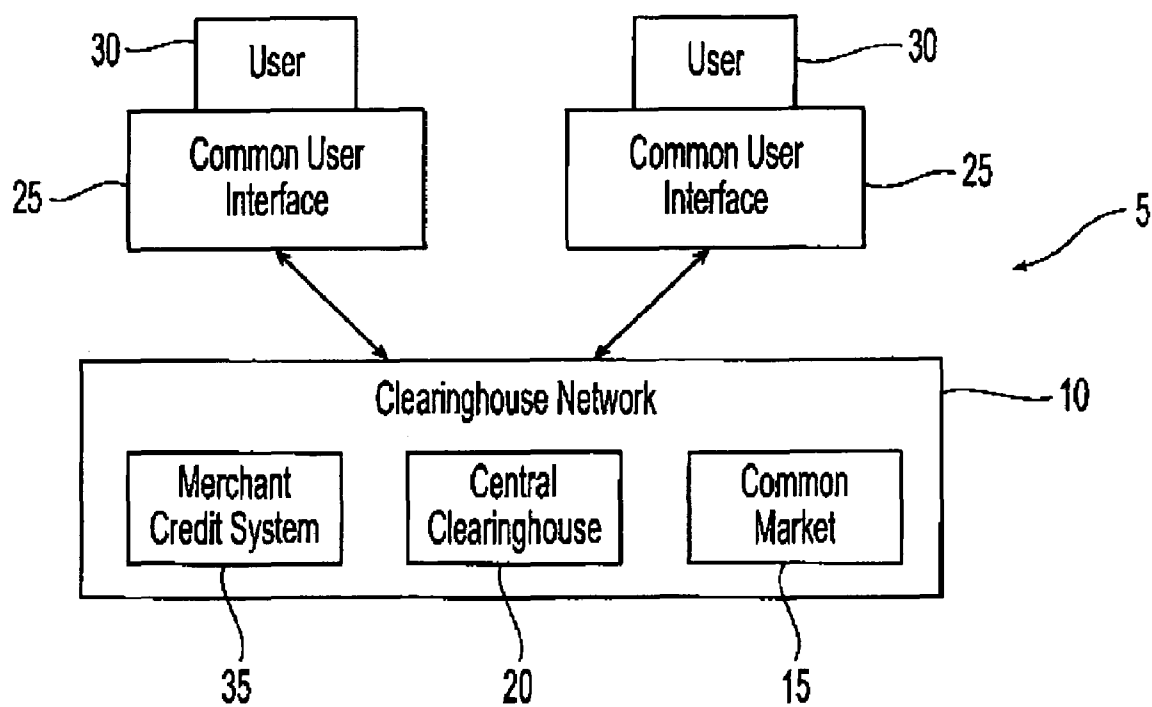 30
User
User
30
25
Common User
Interface
Common User
Interface
25
5
Clearinghouse Network
10
Merchant
Credit System
Central
Clearinghouse
Common
Market
35
20
15